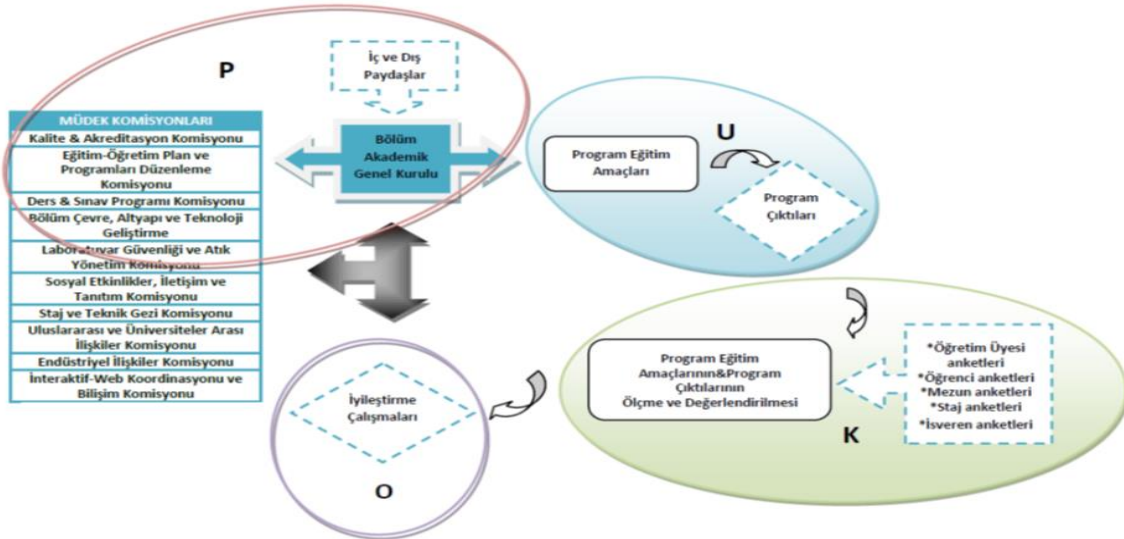 P
İç ve Dış
Paydaşlar
MÜDEK KOMİSYONLARI
Kalite & Akreditasyon Komisyonu
Eğitim-Öğretim Plan ve
Programları Düzenleme
Komisyonu
Ders & Sınav Programı Komisyonu
Bölüm Çevre, Altyapı ve Teknoloji
Geliştirme
Laboratuvar Güvenliği ve Atık
Yönetim Komisyonu
Sosyal Etkinlikler, İletişim ve
Tanıtım Komisyonu
Staj ve Teknik Gezi Komisyonu
Uluslararası ve Üniversiteler Arası
İlişkiler Komisyonu
Endüstriyel İlişkiler Komisyonu
İnteraktif-Web Koordinasyonu ve
Bilişim Komisyonu
Bölüm
Akademik
Genel Kurulu
U
Program Eğitim
Amaçları
Program
Çıktıları
Program Eğitim
Amaçlarının&Program
Çıktılarının
Ölçme ve Değerlendirilmesi
*Öğretim Üyesi
anketleri
*Öğrenci anketleri
*Mezun anketleri
*Staj anketleri
*İsveren anketleri
K
İyileştirme
Çalışmaları
O